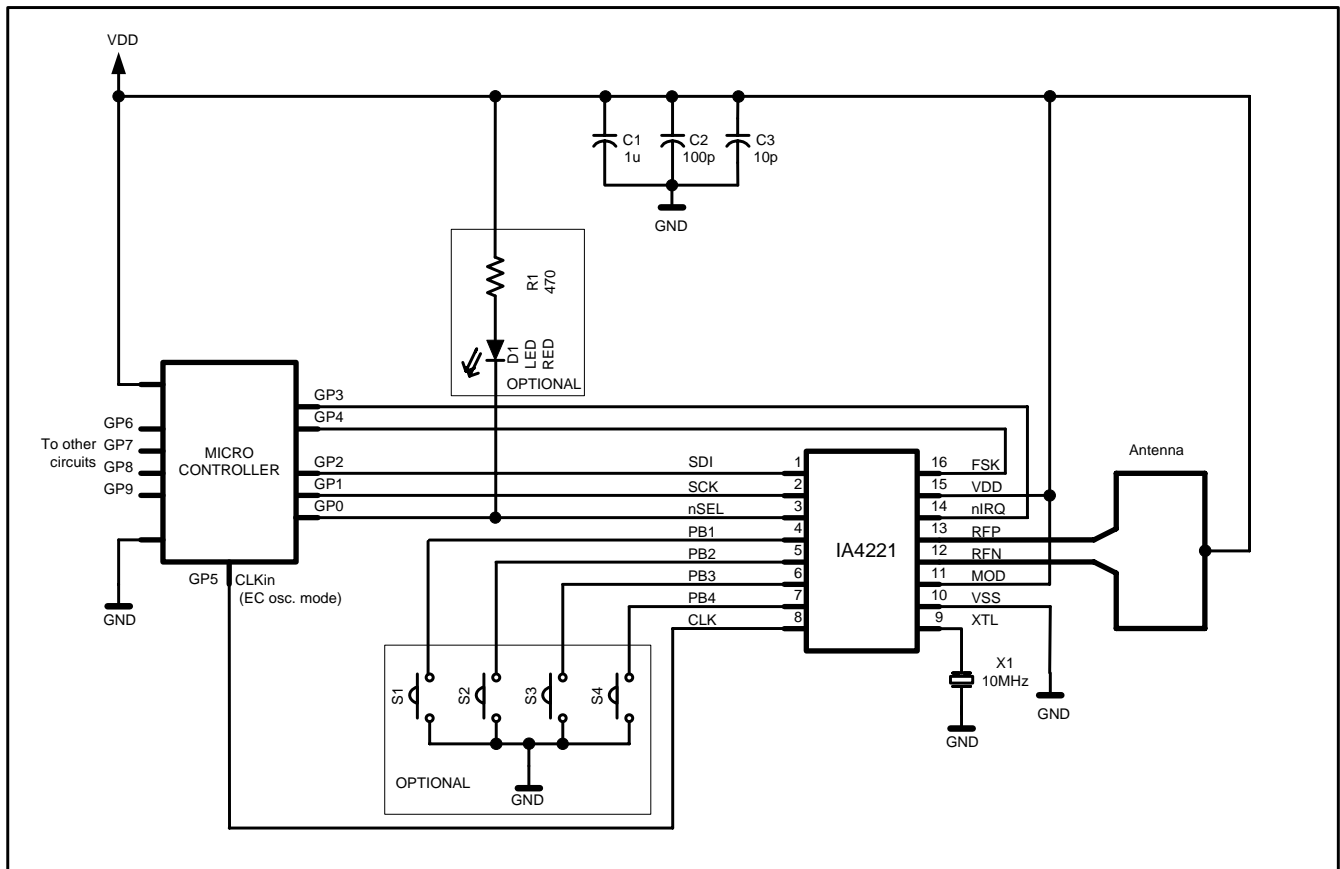 VDD
C1
1u
C2
100p
C3
10p
GND
R1
470
D1
LED
RED
OPTIONAL
GP3
GP4
GP6
To other
circuits
GP7
GP8
GP9
MICRO
CONTROLLER
GP2
GP1
GP0
SDI
SCK
nSEL
PB1
PB2
PB3
PB4
CLK
1
2
3
4
5
6
7
8
IA4221
16
15
14
13
12
11
10
9
FSK
VDD
nIRQ
RFP
RFN
MOD
VSS
XTL
Antenna
GP5
CLKin
(EC osc. mode)
GND
S1
S2
S3
S4
OPTIONAL
GND
X1
10MHz
GND
GND